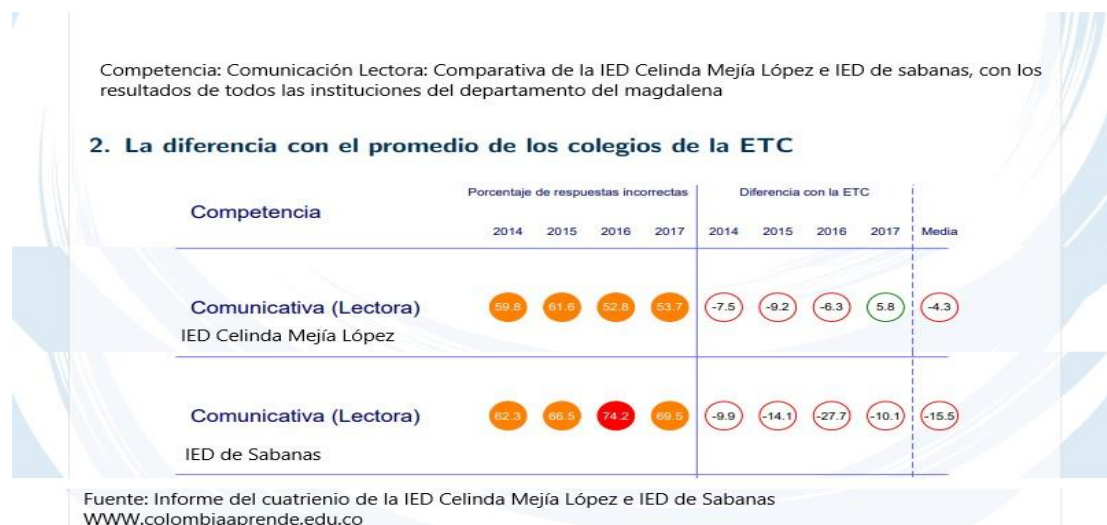 Competencia: Comunicación Lectora: Comparativa de la IED Celinda Mejía López e IED de sabanas, con los
resultados de todos las instituciones del departamento del magdalena
2. La diferencia con el promedio de los colegios de la ETC
Porcentaje de respuestas incorrectas Diferencia con la ETC
Competencia
2014 2015 2016 2017 2014 2015 2016 2017 Media
Comunicativa (Lectora) 59.8 61.6 52.8 53.7 -7.5 -9.2 -6.3 5.8 -4.3
IED Celinda Mejía López
Comunicativa (Lectora) 62.3 66.5 74.2 69.5 -9.9 -14.1 -27.7 -10.1 -15.5
IED de Sabanas
Fuente: Informe del cuatrienio de la IED Celinda Mejía López e IED de Sabanas
WWW.colombiaaprende.edu.co